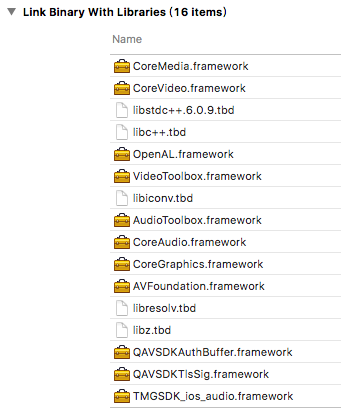 Link Binary With Libraries (16 items)
Name
CoreMedia.framework
CoreVideo.framework
libstdc++.6.0.9.tbd
libc++.tbd
OpenAL.framework
VideoToolbox.framework
libiconv.tbd
AudioToolbox.framework
CoreAudio.framework
CoreGraphics.framework
AVFoundation.framework
libresolv.tbd
libz.tbd
QAVSDKAuthBuffer.framework
QAVSDKTlsSig.framework
TMGSDK_ios_audio.framework